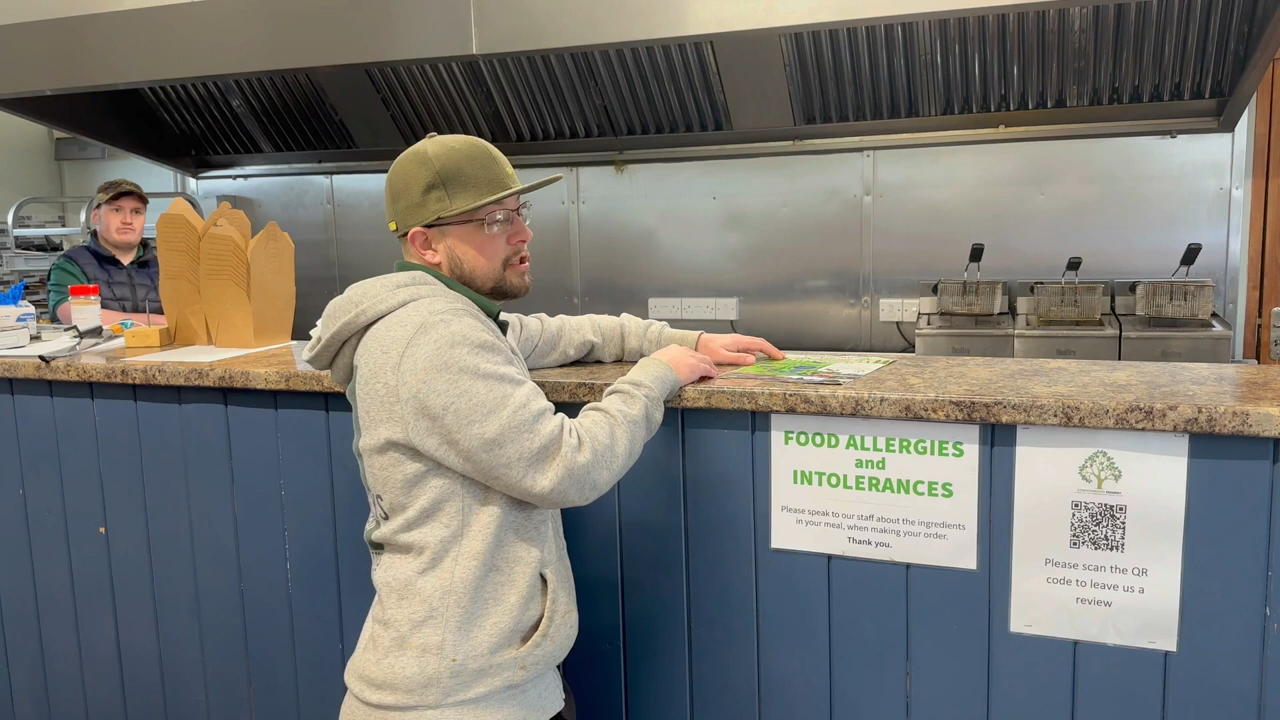 FOOD ALLERGIES
and
INTOLERANCES
Please speak to our staff about the ingredients
in your meal, when making your order.
Thank you.
Please scan the QR
code to leave us a
review